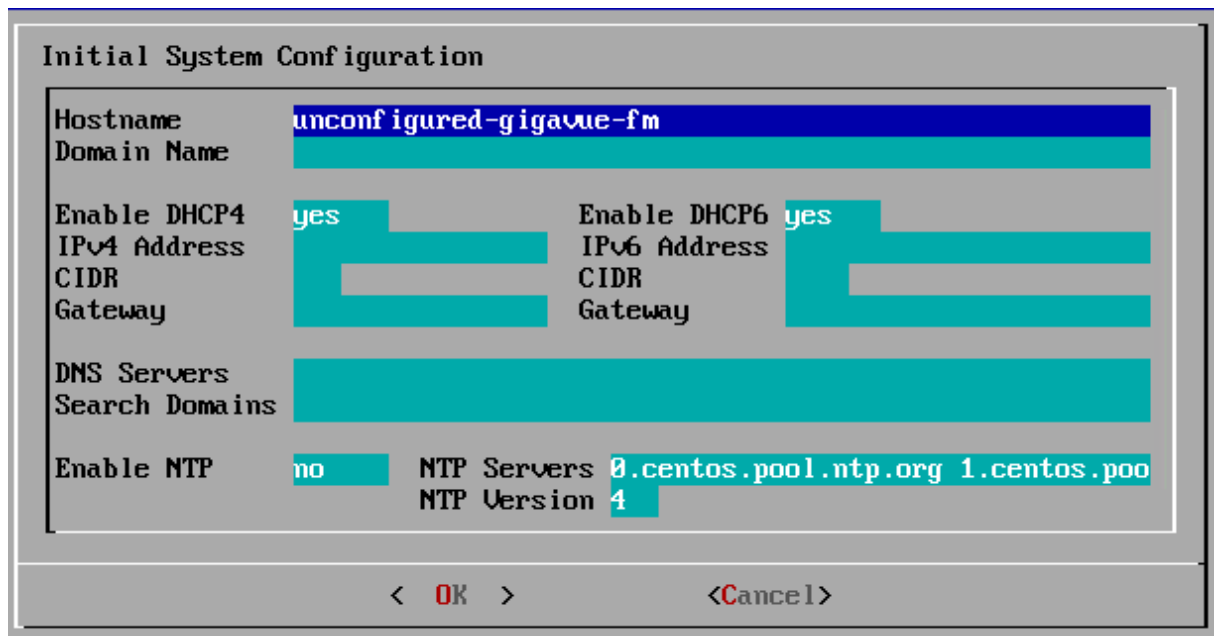 Initial System Configuration
Hostname unconfigured-gigavue-fm
Domain Name
Enable DHCP4 yes Enable DHCP6 yes
IPv4 Address IPv6 Address
CIDR CIDR
Gateway Gateway
DNS Servers
Search Domains
Enable NTP no NTP Servers 0.centos.pool.ntp.org 1.centos.poo
NTP Version 4
< OK > <Cancel>